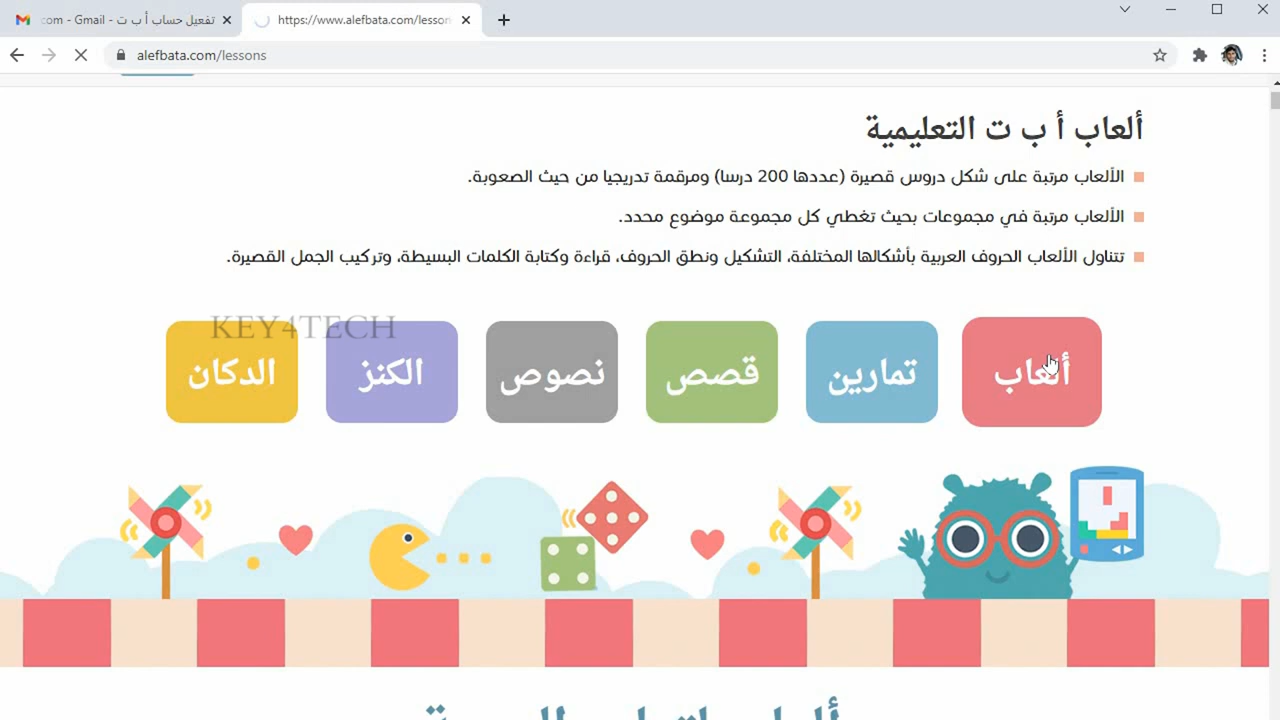 تفعيل حساب أ ب ت - com - Gmail
https://www.alefbata.com/lesson
alefbata.com/lessons
ألعاب أ ب ت التعليمية
الألعاب مرتبة على شكل دروس قصيرة (عددها 200 درسا) ومرقمة تدريجيا من حيث الصعوبة.
الألعاب مرتبة في مجموعات بحيث تغطي كل مجموعة موضوع محدد.
تتناول الألعاب الحروف العربية بأشكالها المختلفة، التشكيل ونطق الحروف، قراءة وكتابة الكلمات البسيطة، وتركيب الجمل القصيرة.
ألعاب تمارين قصص نصوص الكنز الدكان
KEY4TECH